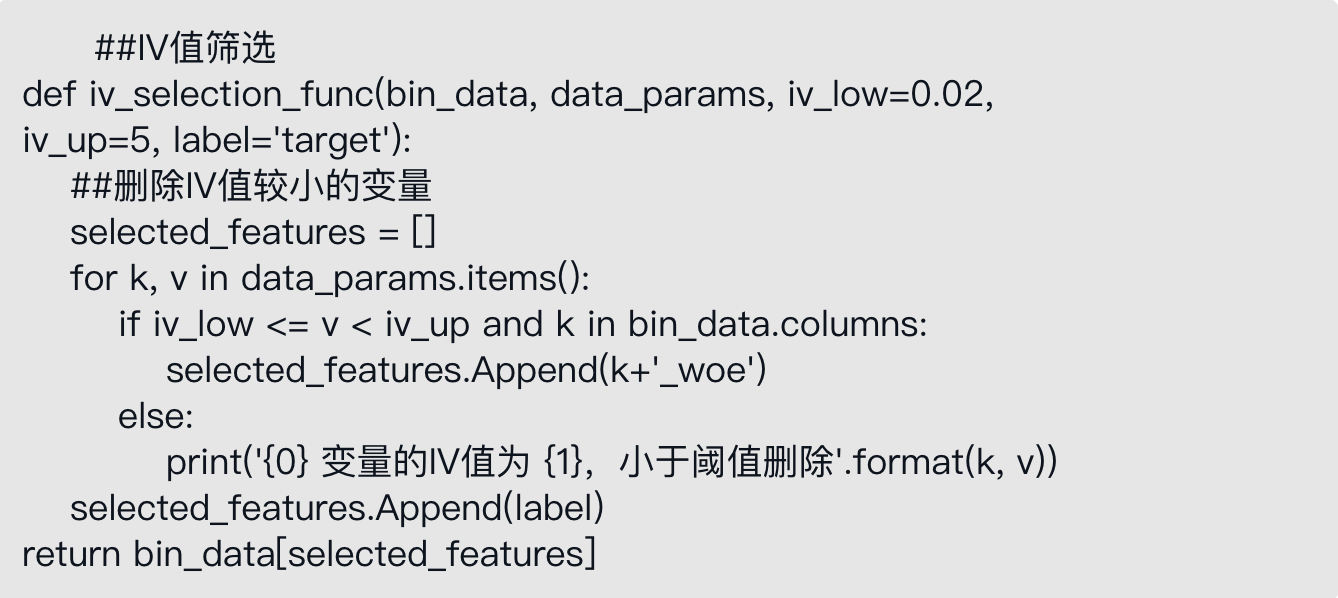 ##IV值筛选
def iv_selection_func(bin_data, data_params, iv_low=0.02,
iv_up=5, label='target'):
##删除IV值较小的变量
selected_features = []
for k, v in data_params.items():
if iv_low <= v < iv_up and k in bin_data.columns:
selected_features.Append(k+'_woe')
else:
print('{0} 变量的IV值为 {1}，小于阈值删除'.format(k, v))
selected_features.Append(label)
return bin_data[selected_features]